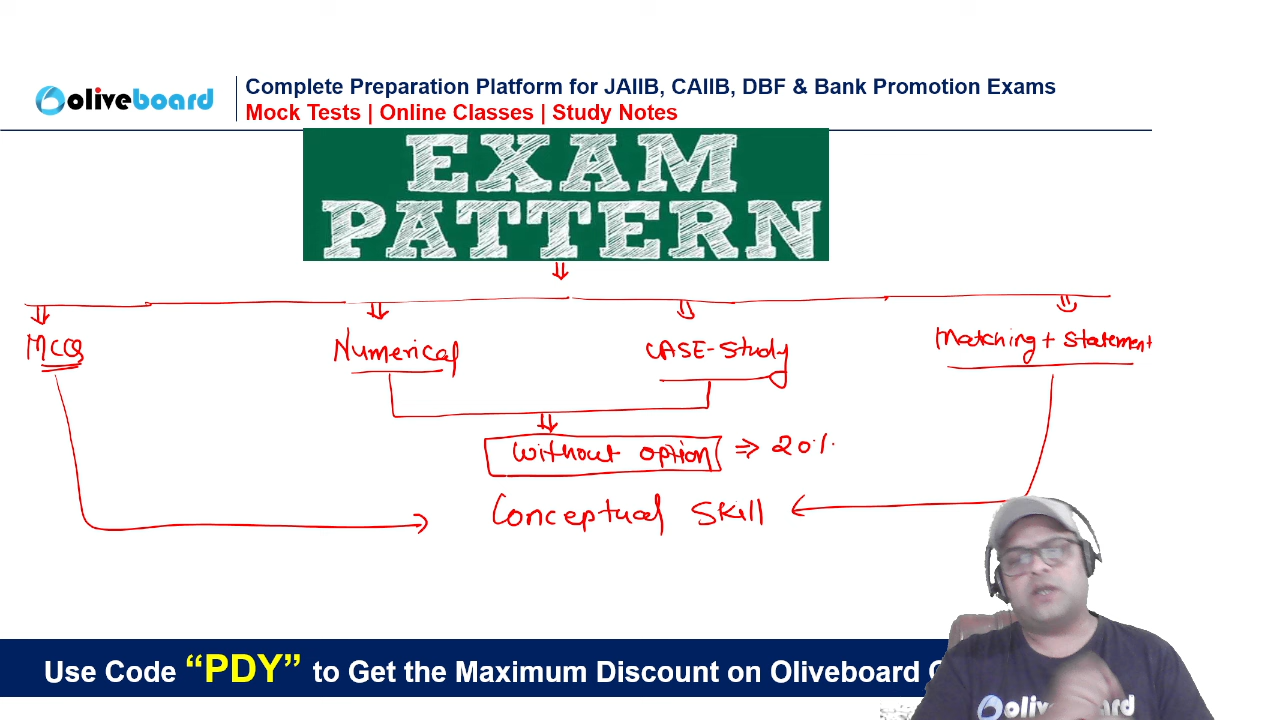 oliveboard
Complete Preparation Platform for JAIIB, CAIIB, DBF & Bank Promotion Exams
Mock Tests | Online Classes | Study Notes
EXAM
PATTERN
MCQ
Numerical
CASE-Study
Matching + Statement
without option ⇒ 20%
Conceptual Skill
Use Code “PDY” to Get the Maximum Discount on Oliveboard
oliveboard